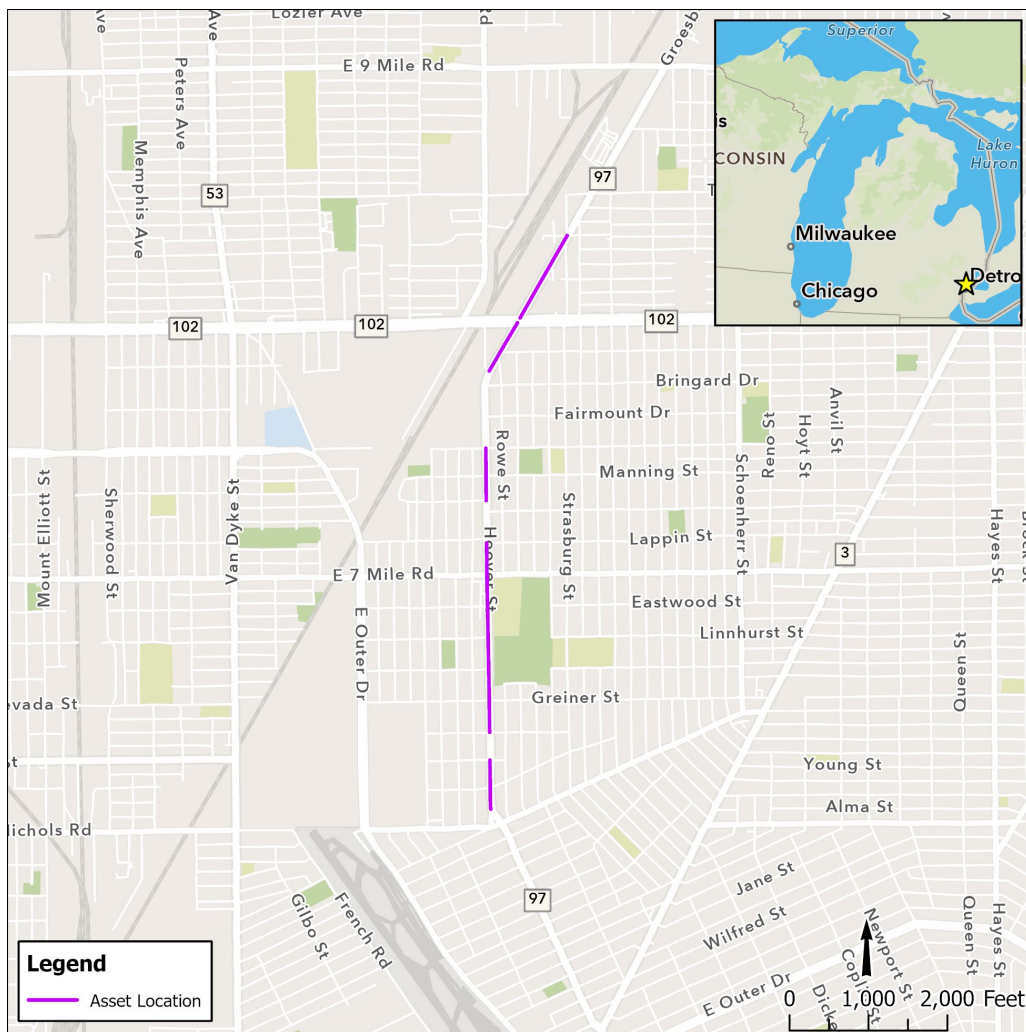 Lozier Ave
Ave
Ave
Rd
Groesb
E 9 Mile Rd
Peters Ave
Memphis Ave
53
97
T
Superior
is
CONSIN
Lake
Huron
Milwaukee
Chicago
Detro
102
102
102
Bringard Dr
Fairmount Dr
Anvil St
Hoyt St
Reno St
Rowe St
Manning St
Schoenherr St
Strasburg St
Van Dyke St
Sherwood St
Mount Elliott St
Hoover St
Lappin St
Hayes St
3
E 7 Mile Rd
Eastwood St
Linnhurst St
E Outer Dr
Queen St
Greiner St
evada St
st
Young St
Alma St
Nichols Rd
Jane St
97
Gilbo St
French Rd
Wilfred St
Newport St
Queen St
Hayes St
E Outer Dr
Legend
Asset Location
0 1,000 2,000 Feet